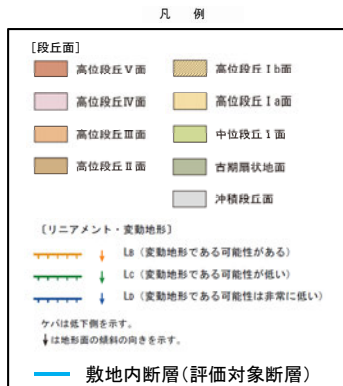 凡 例
[段丘面]
高位段丘Ⅴ面
高位段丘Ⅰb面
高位段丘Ⅳ面
高位段丘Ⅰa面
高位段丘Ⅲ面
中位段丘Ⅰ面
高位段丘Ⅱ面
古期扇状地面
沖積段丘面
〔リニアメント・変動地形〕
LB (変動地形である可能性がある)
LC (変動地形である可能性が低い)
LD (変動地形である可能性は非常に低い)
ケバは低下側を示す。
↓は地形面の傾斜の向きを示す。
敷地内断層(評価対象断層)